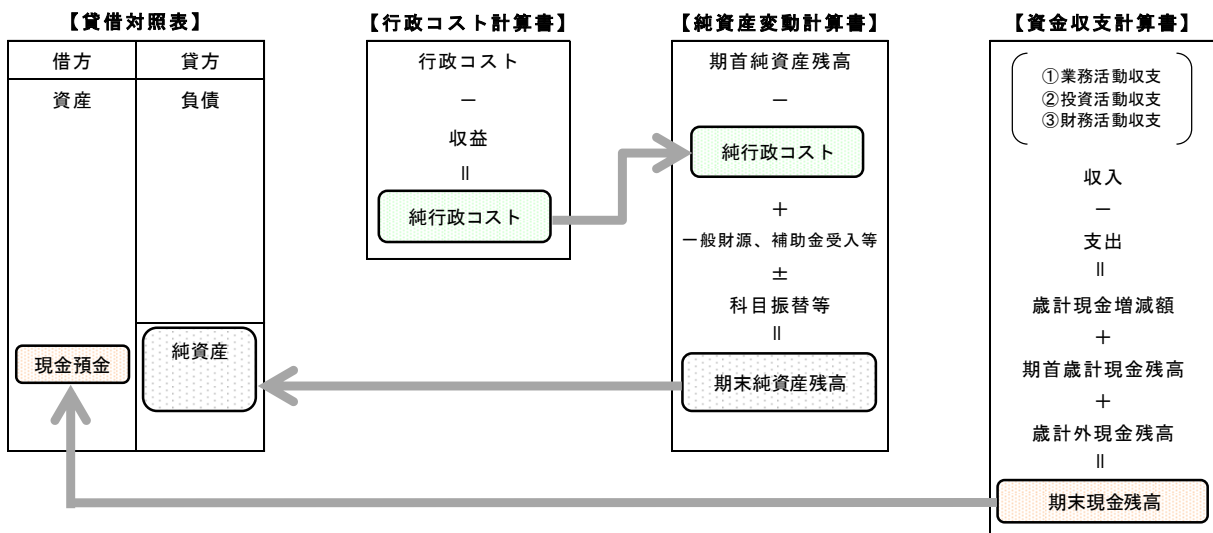 【貸借対照表】
借方
貸方
資産
負債
現金預金
純資産
【行政コスト計算書】
行政コスト
－
収益
＝
純行政コスト
【純資産変動計算書】
期首純資産残高
－
純行政コスト
＋
一般財源、補助金受入等
±
科目振替等
＝
期末純資産残高
【資金収支計算書】
①業務活動収支
②投資活動収支
③財務活動収支
収入
－
支出
＝
歳計現金増減額
＋
期首歳計現金残高
＋
歳計外現金残高
＝
期末現金残高